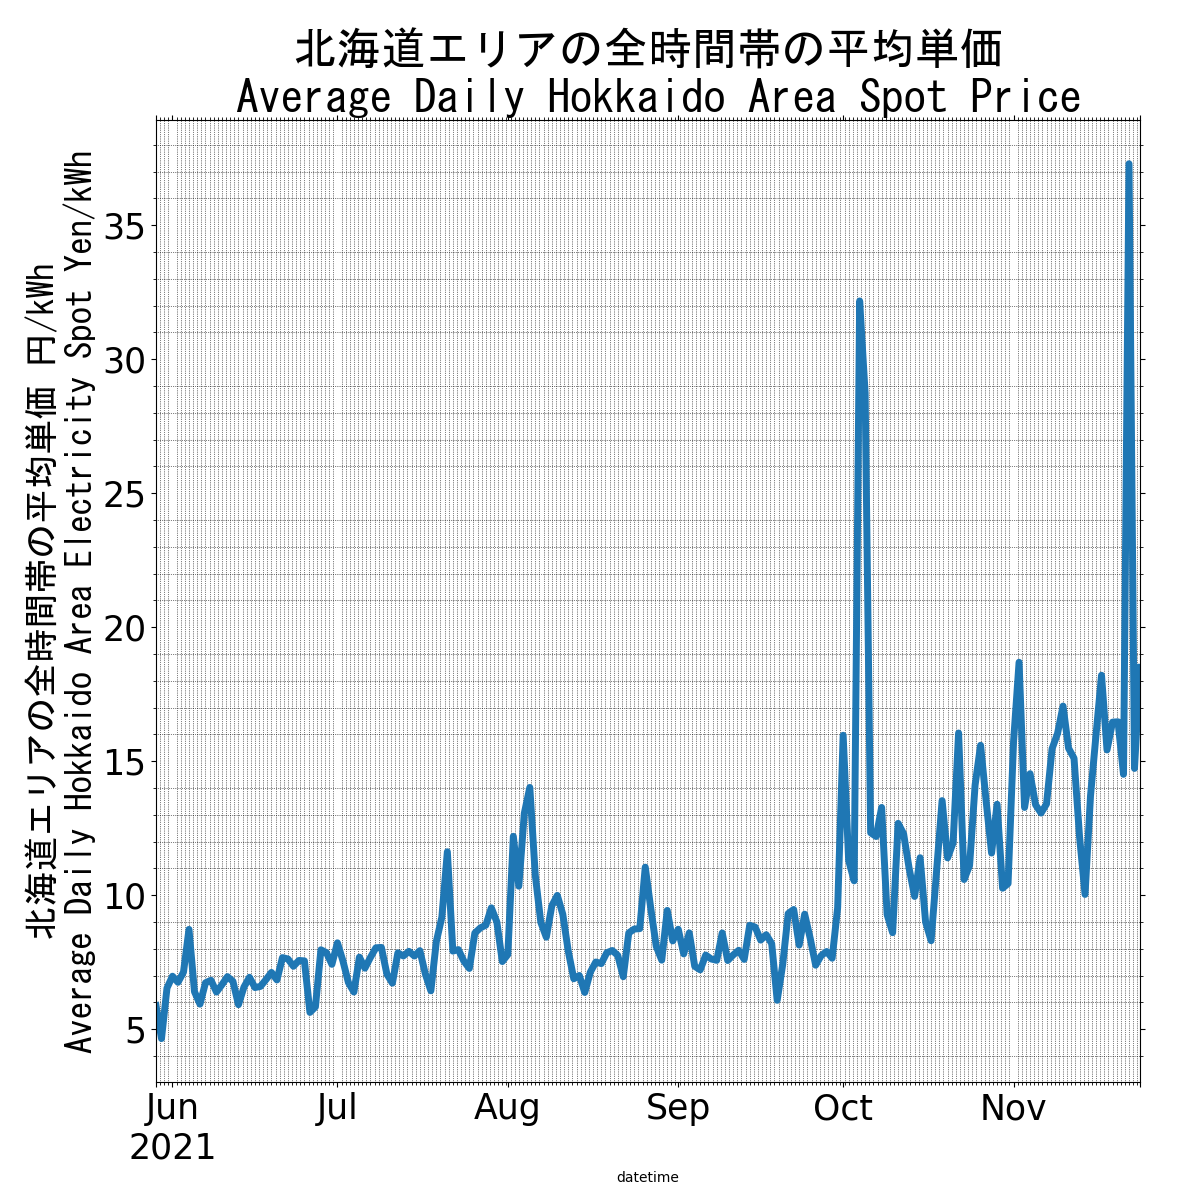 北海道エリアの全時間帯の平均単価
Average Daily Hokkaido Area Spot Price
北海道エリアの全時間帯の平均単価 円/kWh
Average Daily Hokkaido Area Electricity Spot Yen/kWh
35
30
25
20
15
10
5
Jun Jul Aug Sep Oct Nov
2021
datetime